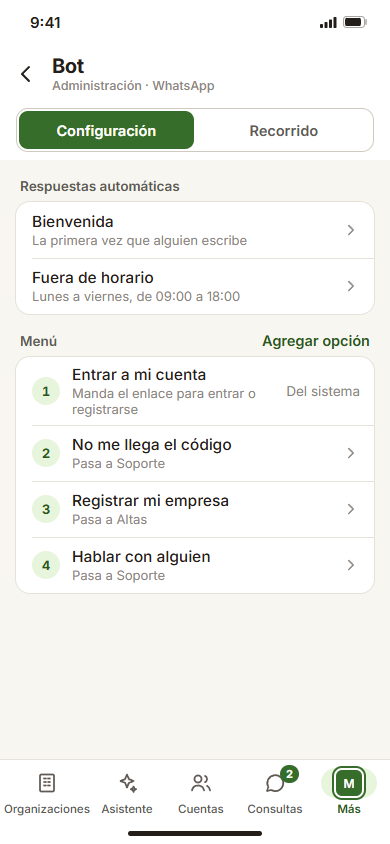 9:41
Bot
Administración · WhatsApp
Configuración
Recorrido
Respuestas automáticas
Bienvenida
La primera vez que alguien escribe
Fuera de horario
Lunes a viernes, de 09:00 a 18:00
Menú
Agregar opción
1
Entrar a mi cuenta
Manda el enlace para entrar o
registrarse
Del sistema
2
No me llega el código
Pasa a Soporte
3
Registrar mi empresa
Pasa a Altas
4
Hablar con alguien
Pasa a Soporte
Organizaciones
Asistente
Cuentas
2
Consultas
M
Más